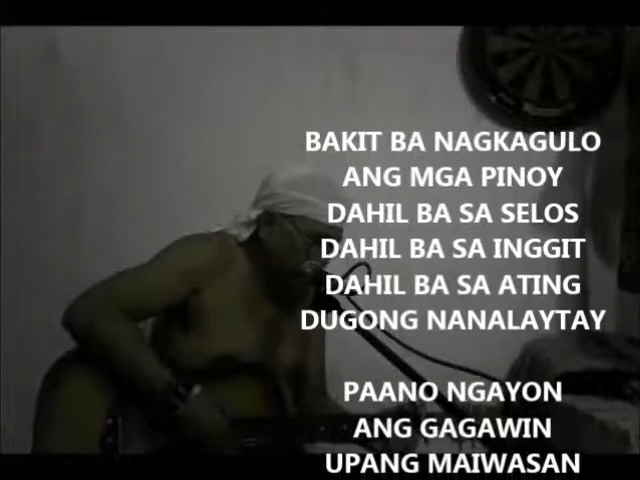 BAKIT BA NAGKAGULO
ANG MGA PINOY
DAHIL BA SA SELOS
DAHIL BA SA INGGIT
DAHIL BA SA ATING
DUGONG NANALAYTAY
PAANO NGAYON
ANG GAGAWIN
UPANG MAIWASAN